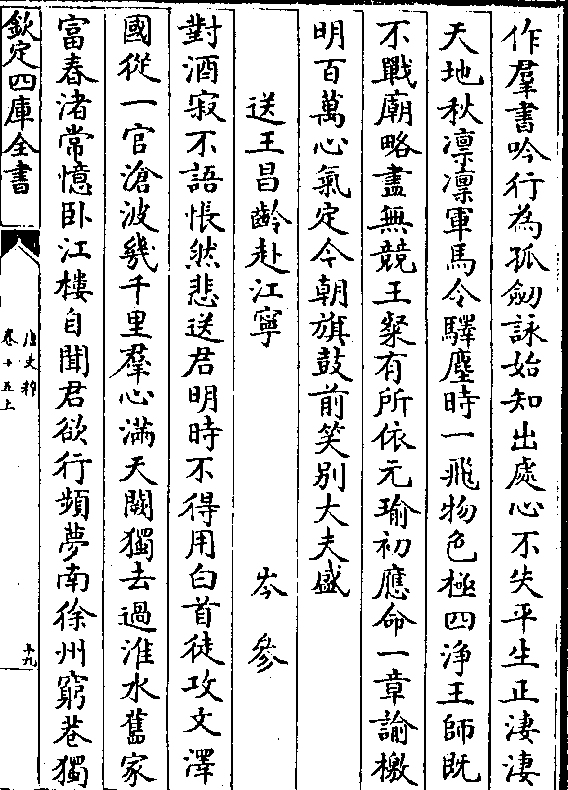 作羣書吟行為孤劒詠始知出處心不失平生正淒淒
天地秋凛凛軍馬令驛塵時一飛物色極四淨王師既
不戰廟略盡無競王粲有所依元瑜初應命一章諭檄
明百萬心氣定今朝旗鼓前笑别大夫盛
送王昌齡赴江寧 岑參
對酒寂不語悵然悲送君明時不得用白首徒攻文澤
國從一官滄波幾千里羣心滿天闕獨去過淮水舊家
富春渚常憶卧江樓自聞君欲行頻夢南徐州窮巷獨
欽定四庫全書
唐文粹
卷十五上
十九